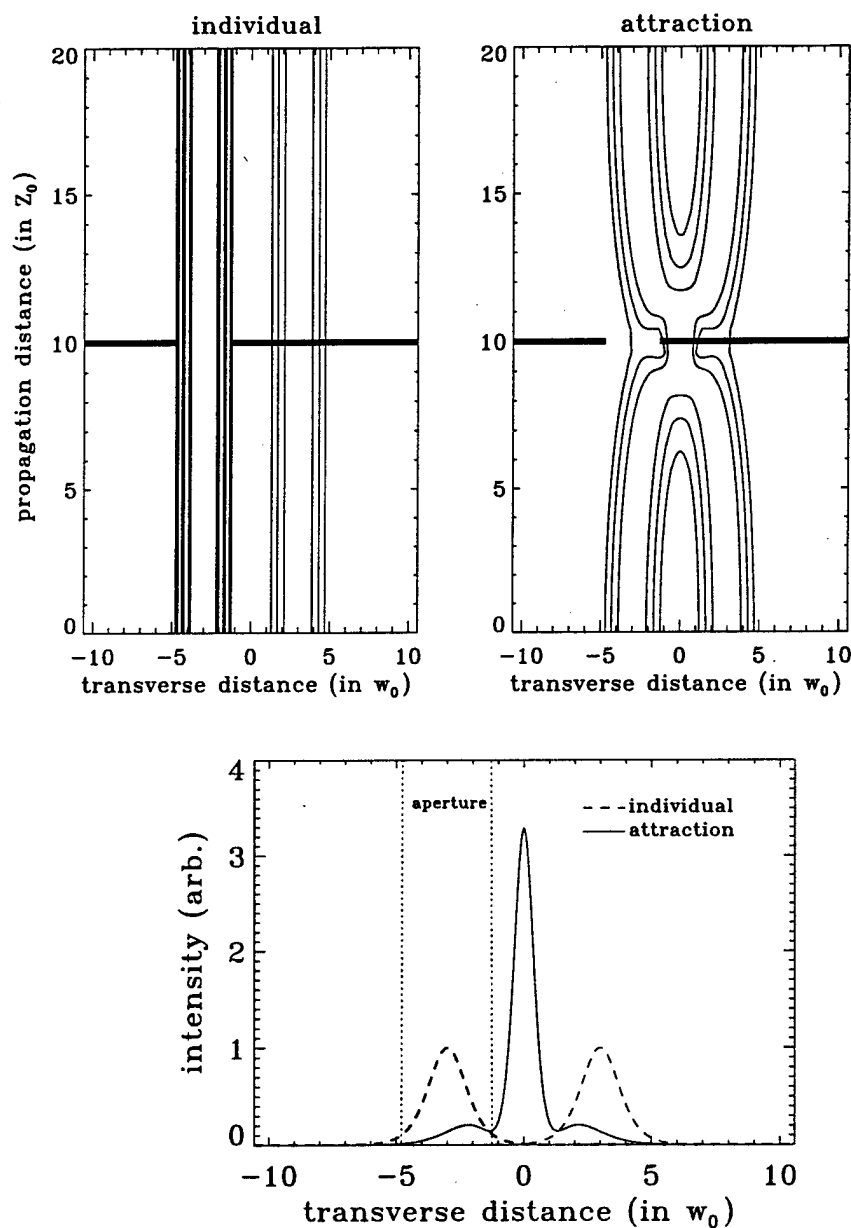 individual
attraction
20
15
10
5
0
propagation distance (in Z₀)
−10 −5 0 5 10
transverse distance (in w₀)
20
15
10
5
0
−10 −5 0 5 10
transverse distance (in w₀)
4
3
2
1
0
intensity (arb.)
aperture
individual
attraction
−10 −5 0 5 10
transverse distance (in w₀)